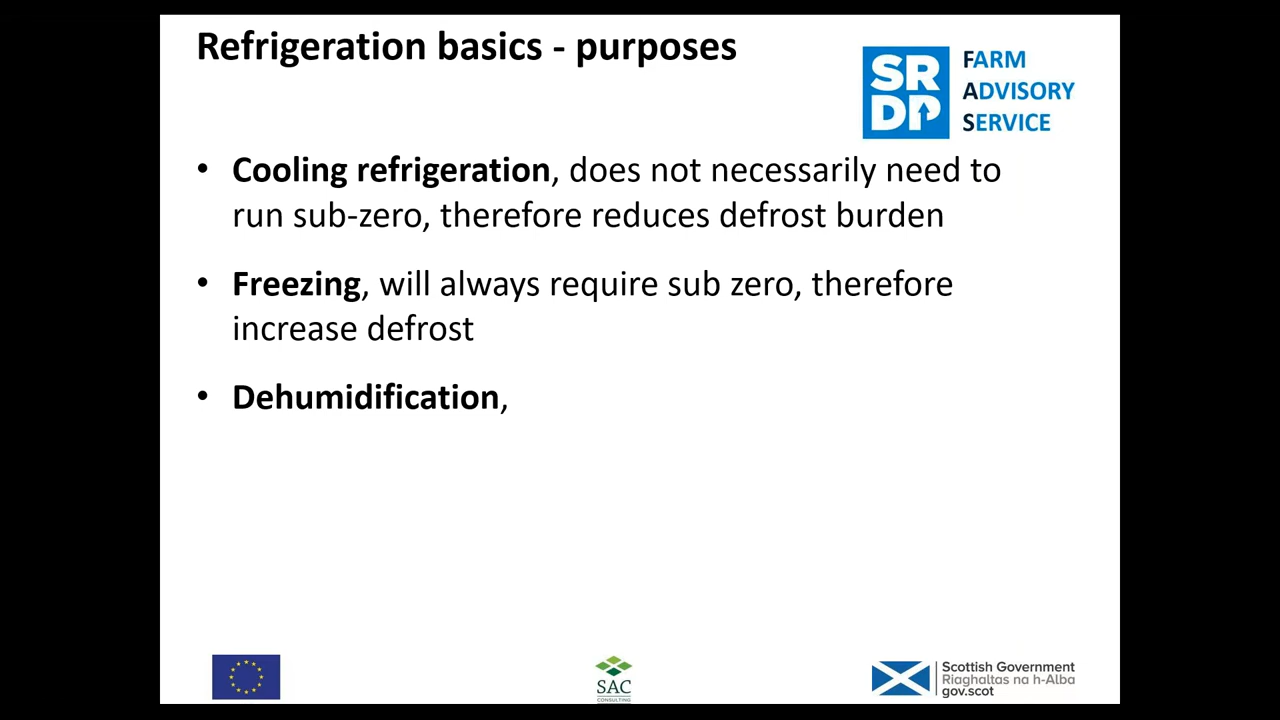 Refrigeration basics - purposes
SR
DP
FARM
ADVISORY
SERVICE
• Cooling refrigeration, does not necessarily need to
run sub-zero, therefore reduces defrost burden
• Freezing, will always require sub zero, therefore
increase defrost
• Dehumidification,
SAC
CONSULTING
Scottish Government
Riaghaltas na h-Alba
gov.scot